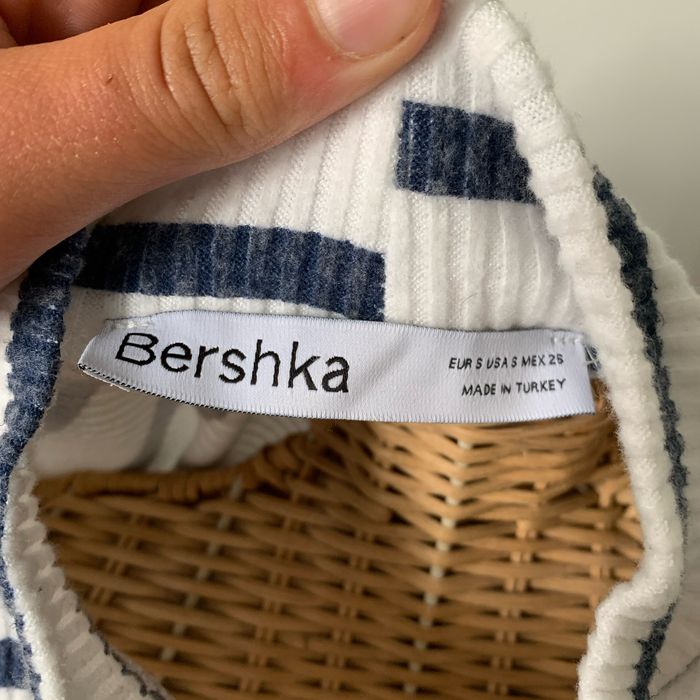 Bershka
EUR S USA S MEX 26
MADE IN TURKEY